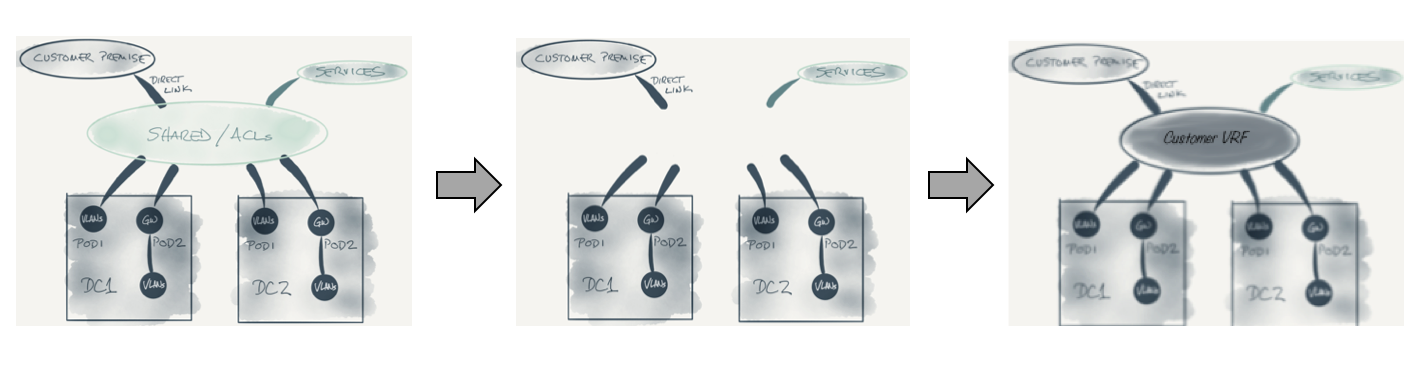 CUSTOMER PREMISE
DIRECT
LINK
SERVICES
SHARED/ACLs
VLANs
GW
POD1
POD2
DC1
VLANs
VLANs
GW
POD1
POD2
DC2
VLANs
CUSTOMER PREMISE
DIRECT
LINK
SERVICES
VLANs
GW
POD1
POD2
DC1
VLANs
VLANs
GW
POD1
POD2
DC2
VLANs
CUSTOMER PREMISE
DIRECT
LINK
SERVICES
Customer VRF
VLANs
GW
POD1
POD2
DC1
VLANs
VLANs
GW
POD1
POD2
DC2
VLANs